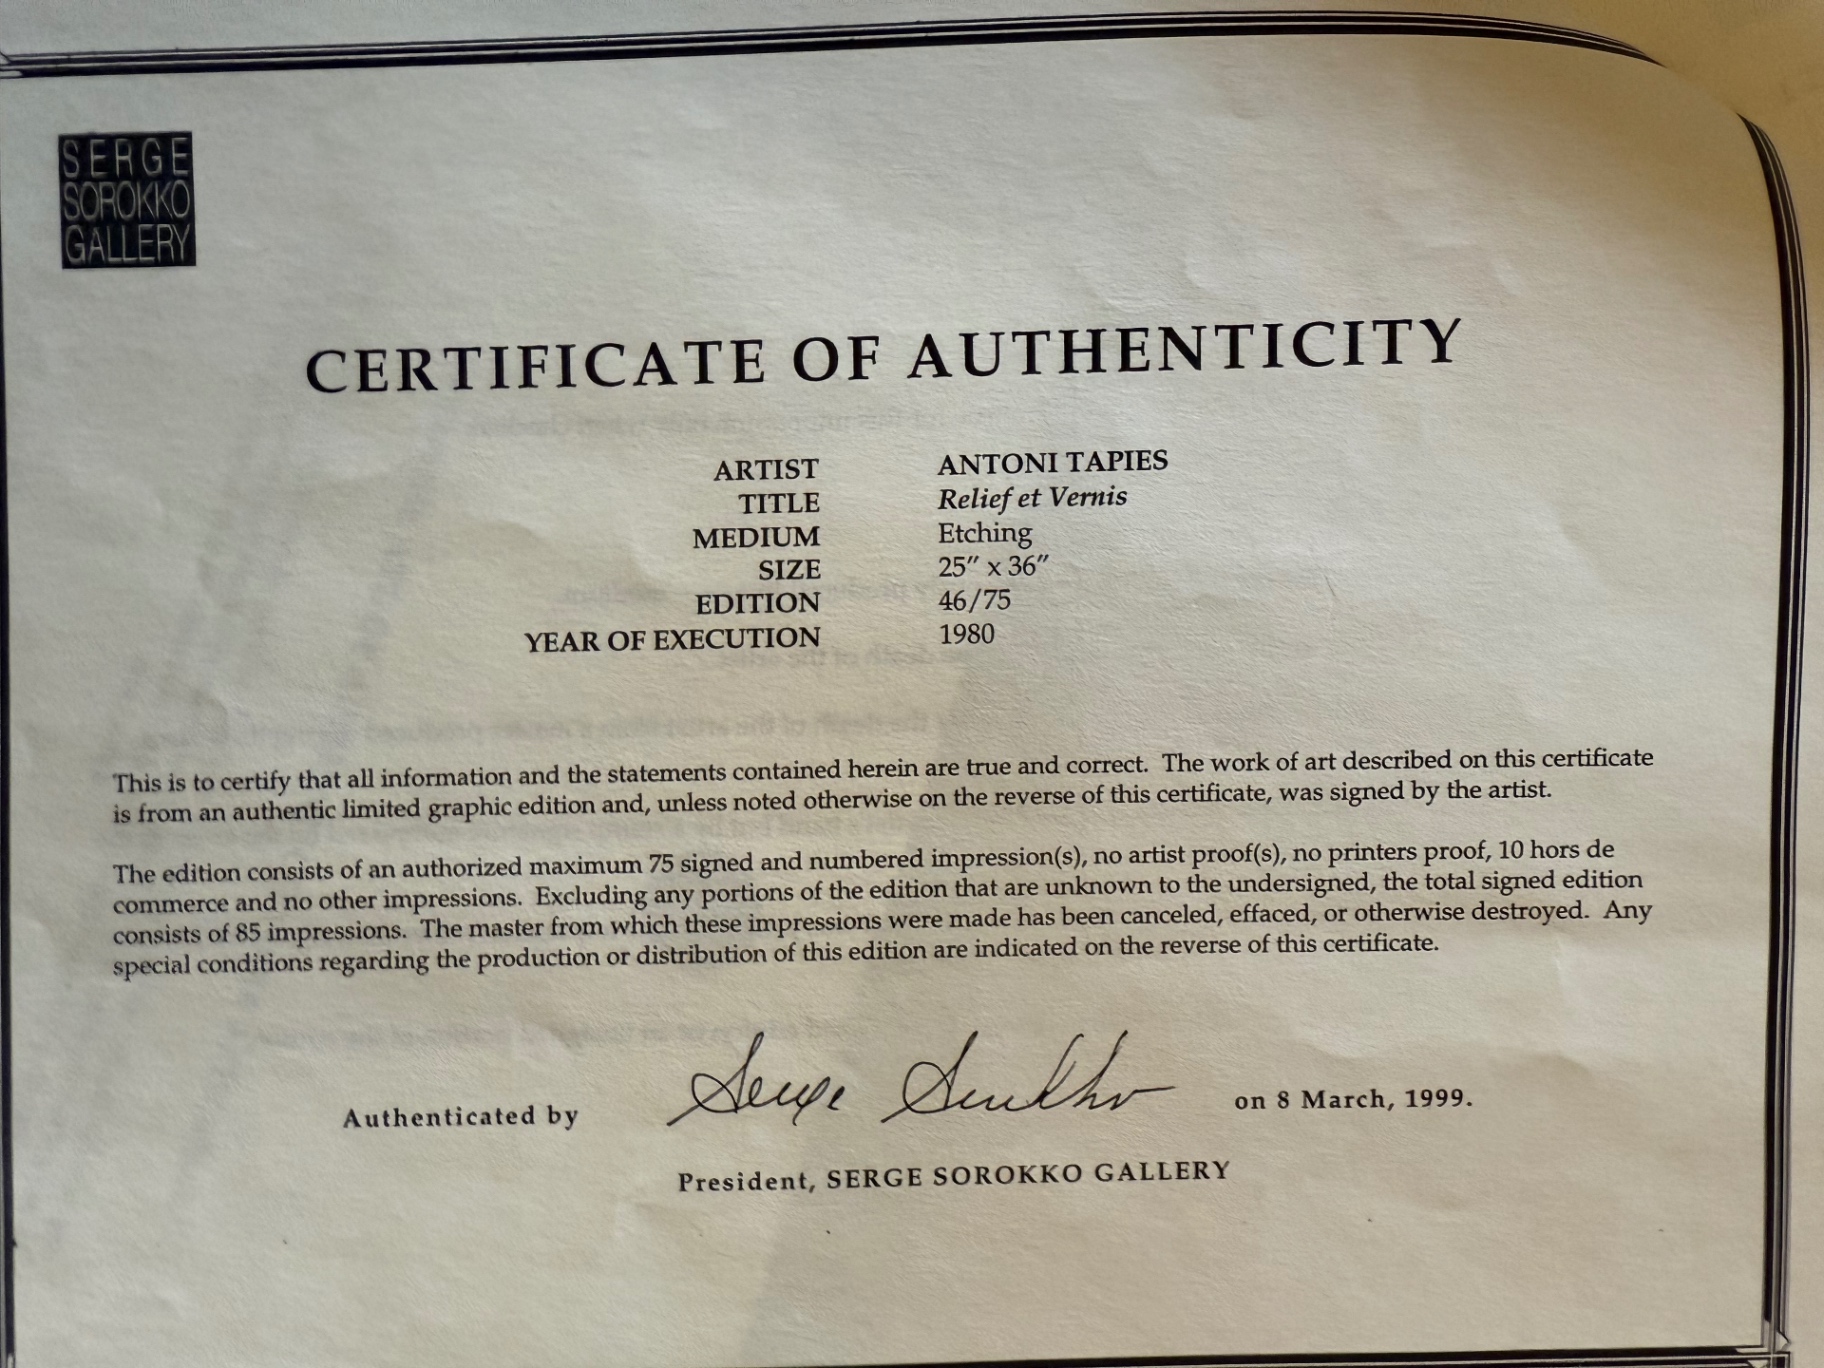 SERGE
SOROKKO
GALLERY
CERTIFICATE OF AUTHENTICITY
ARTIST ANTONI TAPIES
TITLE Relief et Vernis
MEDIUM Etching
SIZE 25" x 36"
EDITION 46/75
YEAR OF EXECUTION 1980
This is to certify that all information and the statements contained herein are true and correct. The work of art described on this certificate
is from an authentic limited graphic edition and, unless noted otherwise on the reverse of this certificate, was signed by the artist.
The edition consists of an authorized maximum 75 signed and numbered impression(s), no artist proof(s), no printers proof, 10 hors de
commerce and no other impressions. Excluding any portions of the edition that are unknown to the undersigned, the total signed edition
consists of 85 impressions. The master from which these impressions were made has been canceled, effaced, or otherwise destroyed. Any
special conditions regarding the production or distribution of this edition are indicated on the reverse of this certificate.
Authenticated by Serge Sorokko on 8 March, 1999.
President, SERGE SOROKKO GALLERY